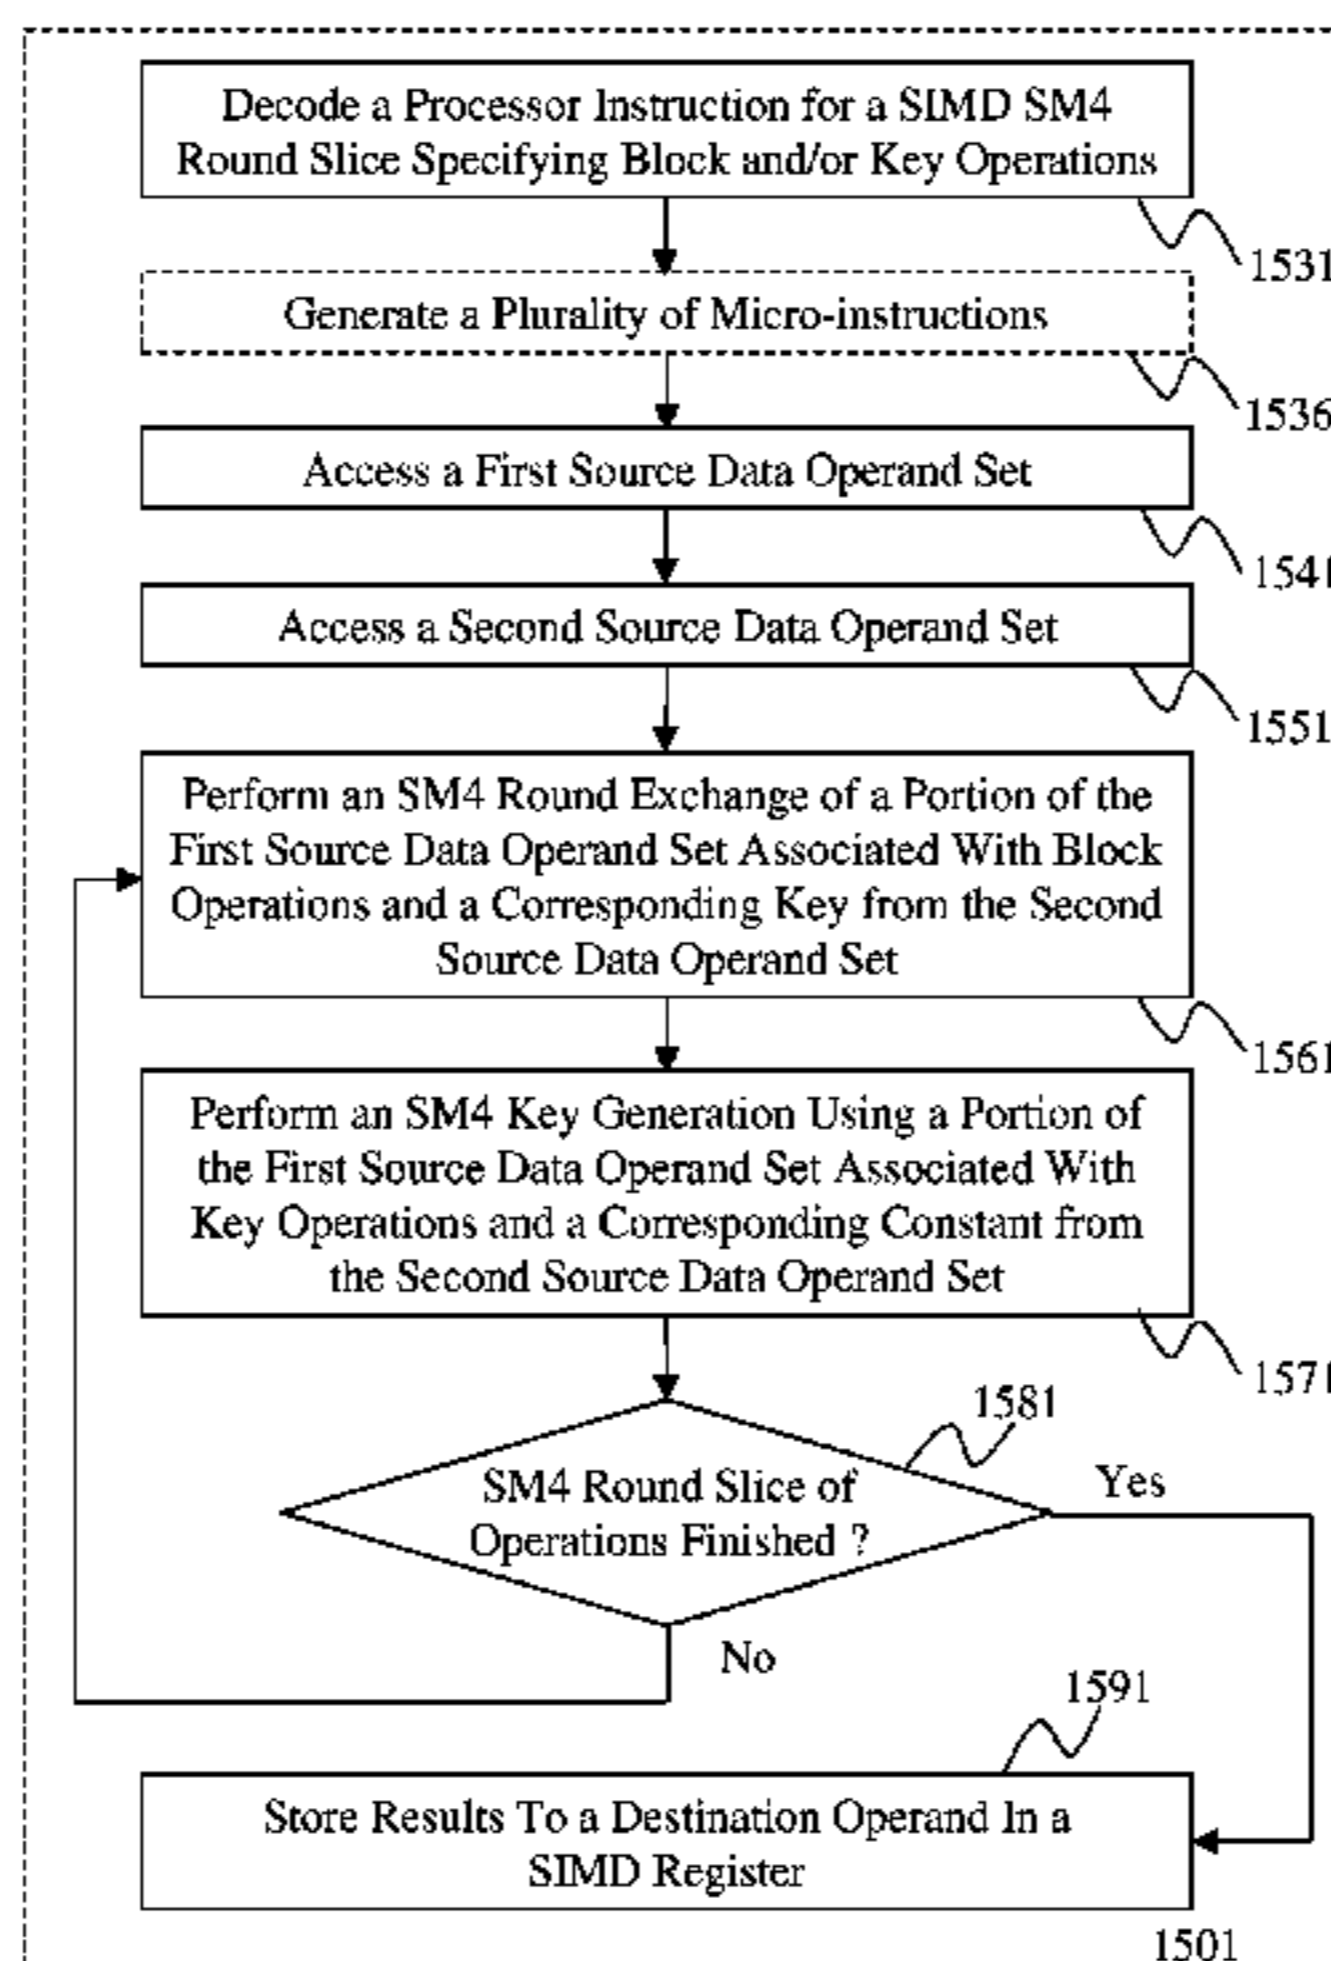 Decode a Processor Instruction for a SIMD SM4
Round Slice Specifying Block and/or Key Operations
1531
Generate a Plurality of Micro-instructions
1536
Access a First Source Data Operand Set
1541
Access a Second Source Data Operand Set
1551
Perform an SM4 Round Exchange of a Portion of the
First Source Data Operand Set Associated With Block
Operations and a Corresponding Key from the Second
Source Data Operand Set
1561
Perform an SM4 Key Generation Using a Portion of
the First Source Data Operand Set Associated With
Key Operations and a Corresponding Constant from
the Second Source Data Operand Set
1571
1581
SM4 Round Slice of
Operations Finished ?
Yes
No
1591
Store Results To a Destination Operand In a
SIMD Register
1501